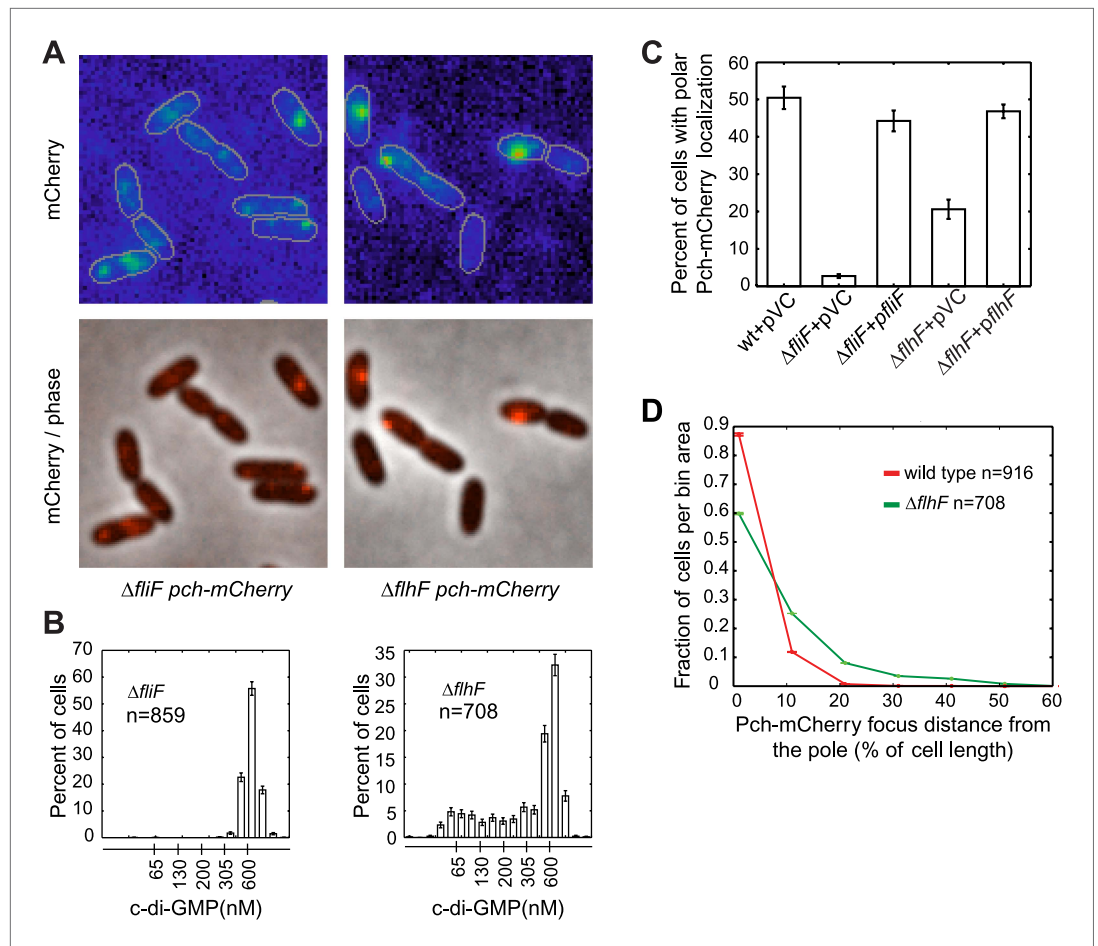 A
mCherry
mCherry / phase
ΔfliF pch-mCherry
ΔflhF pch-mCherry
B
Percent of cells
70
60
50
40
30
20
10
0
ΔfliF
n=859
65
130
200
305
600
c-di-GMP(nM)
Percent of cells
35
30
25
20
15
10
5
0
ΔflhF
n=708
65
130
200
305
600
c-di-GMP(nM)
C
Percent of cells with polar
Pch-mCherry localization
60
50
40
30
20
10
0
wt+pVC
ΔfliF+pVC
ΔfliF+pfliF
ΔflhF+pVC
ΔflhF+pflhF
D
Fraction of cells per bin area
0.9
0.8
0.7
0.6
0.5
0.4
0.3
0.2
0.1
0
wild type n=916
ΔflhF n=708
0
10
20
30
40
50
60
Pch-mCherry focus distance from
the pole (% of cell length)